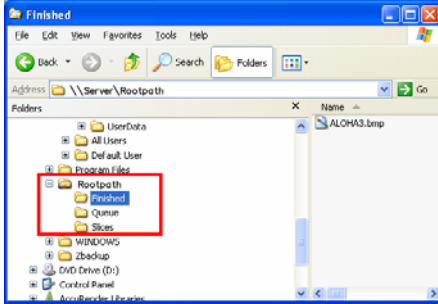 Finished
File Edit View Favorites Tools Help
Back Search Folders
Address \\Server\Rootpath Go
Folders × Name
ALOHA3.bmp
UserData
All Users
Default User
Program Files
Rootpath
Finished
Queue
Slices
WINDOWS
Zbackup
DVD Drive (D:)
Control Panel
AccuRender Libraries